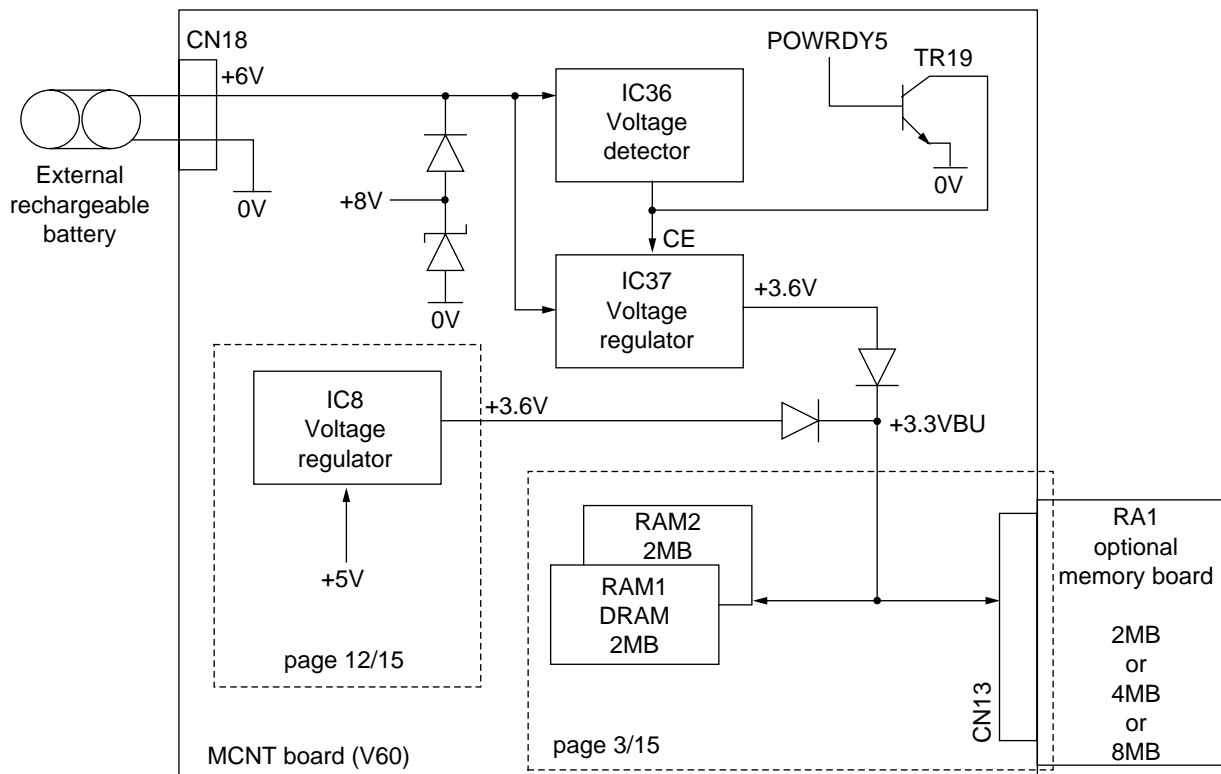 CN18
+6V
External
rechargeable
battery
0V
+8V
0V
IC36
Voltage
detector
POWRDY5
TR19
0V
CE
IC37
Voltage
regulator
+3.6V
IC8
Voltage
regulator
+3.6V
+5V
page 12/15
+3.3VBU
RAM2
2MB
RAM1
DRAM
2MB
page 3/15
CN13
RA1
optional
memory board
2MB
or
4MB
or
8MB
MCNT board (V60)